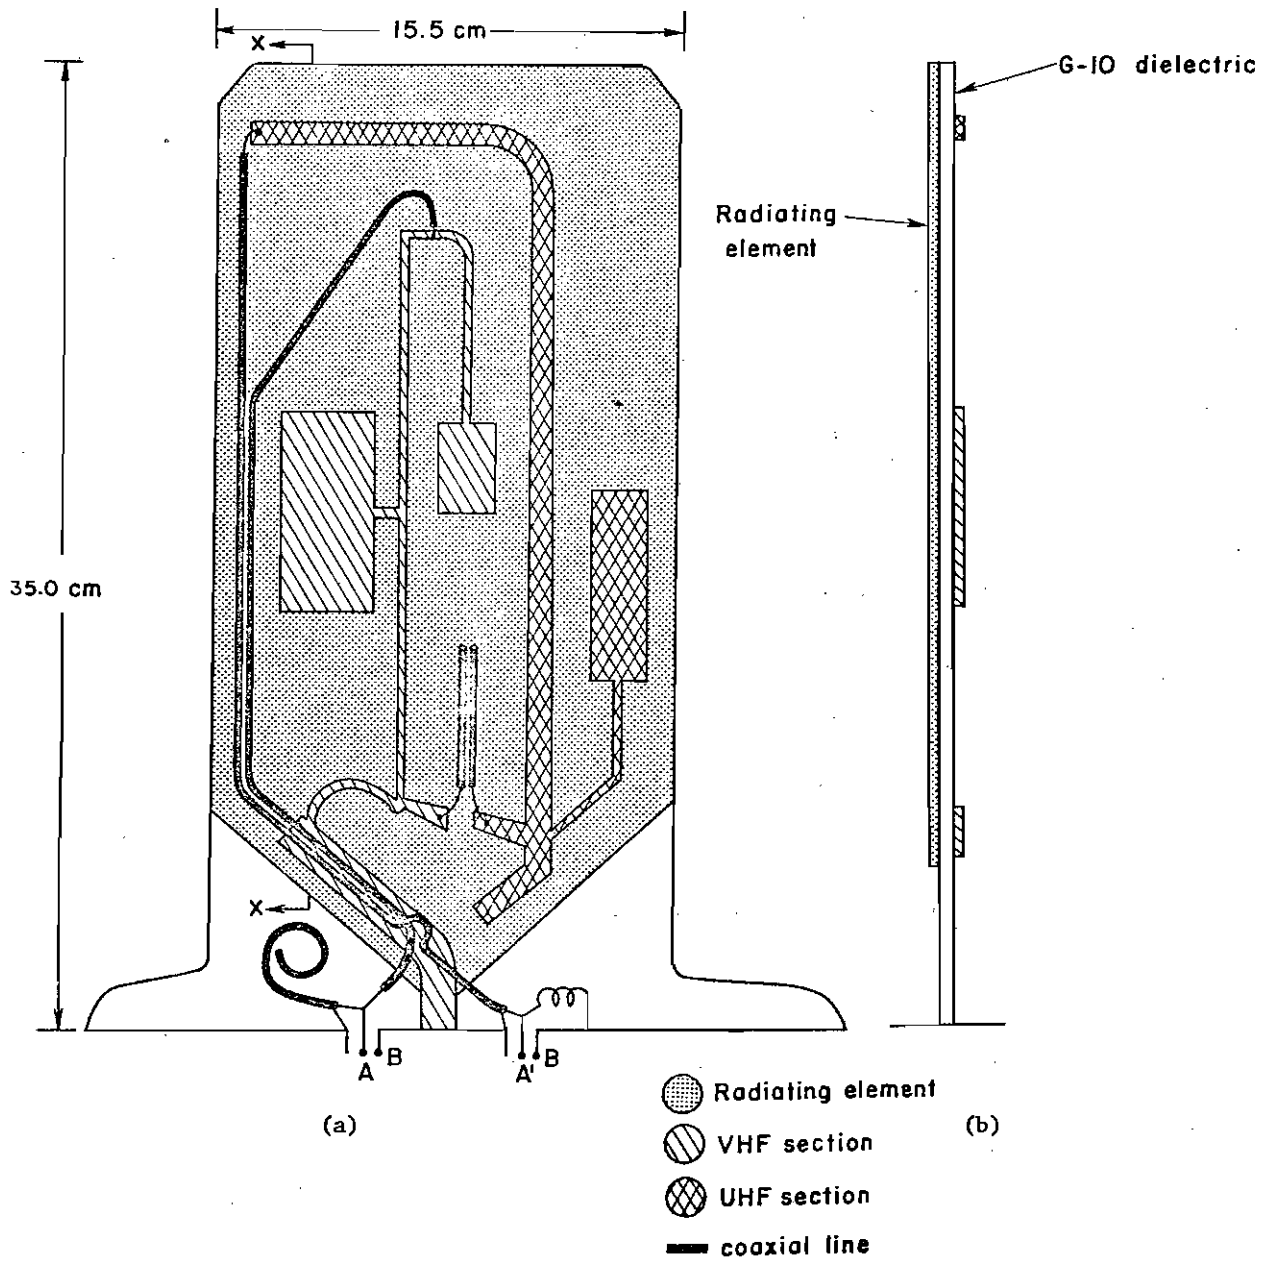 15.5 cm
X
G-10 dielectric
Radiating
element
35.0 cm
X
A
B
A'
B
(a)
(b)
Radiating element
VHF section
UHF section
coaxial line